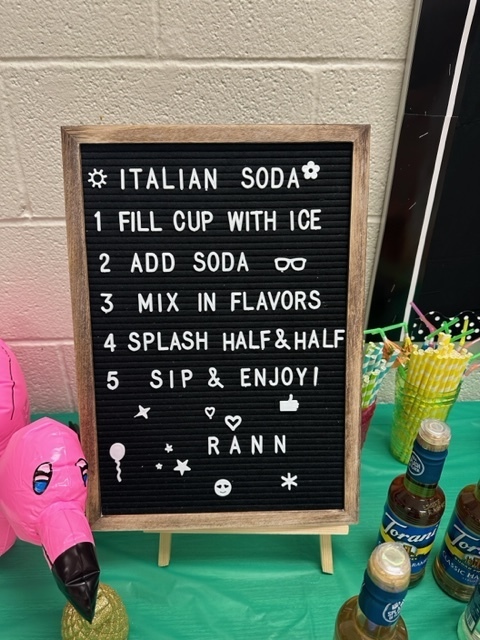 ITALIAN SODA
1 FILL CUP WITH ICE
2 ADD SODA
3 MIX IN FLAVORS
4 SPLASH HALF&HALF
5 SIP & ENJOY!
RANN
Torani
Torani
CLASSIC